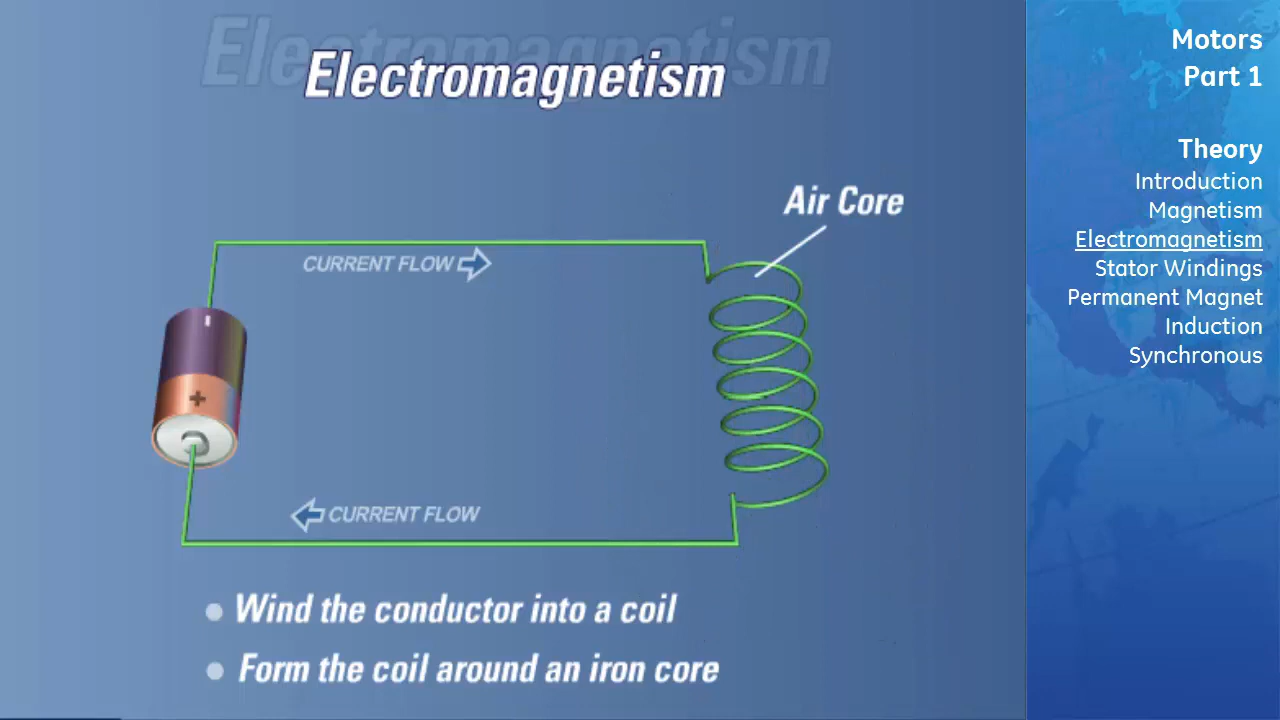 Electromagnetism
Electromagnetism
Air Core
CURRENT FLOW
+
CURRENT FLOW
Wind the conductor into a coil
Form the coil around an iron core
Motors
Part 1
Theory
Introduction
Magnetism
Electromagnetism
Stator Windings
Permanent Magnet
Induction
Synchronous